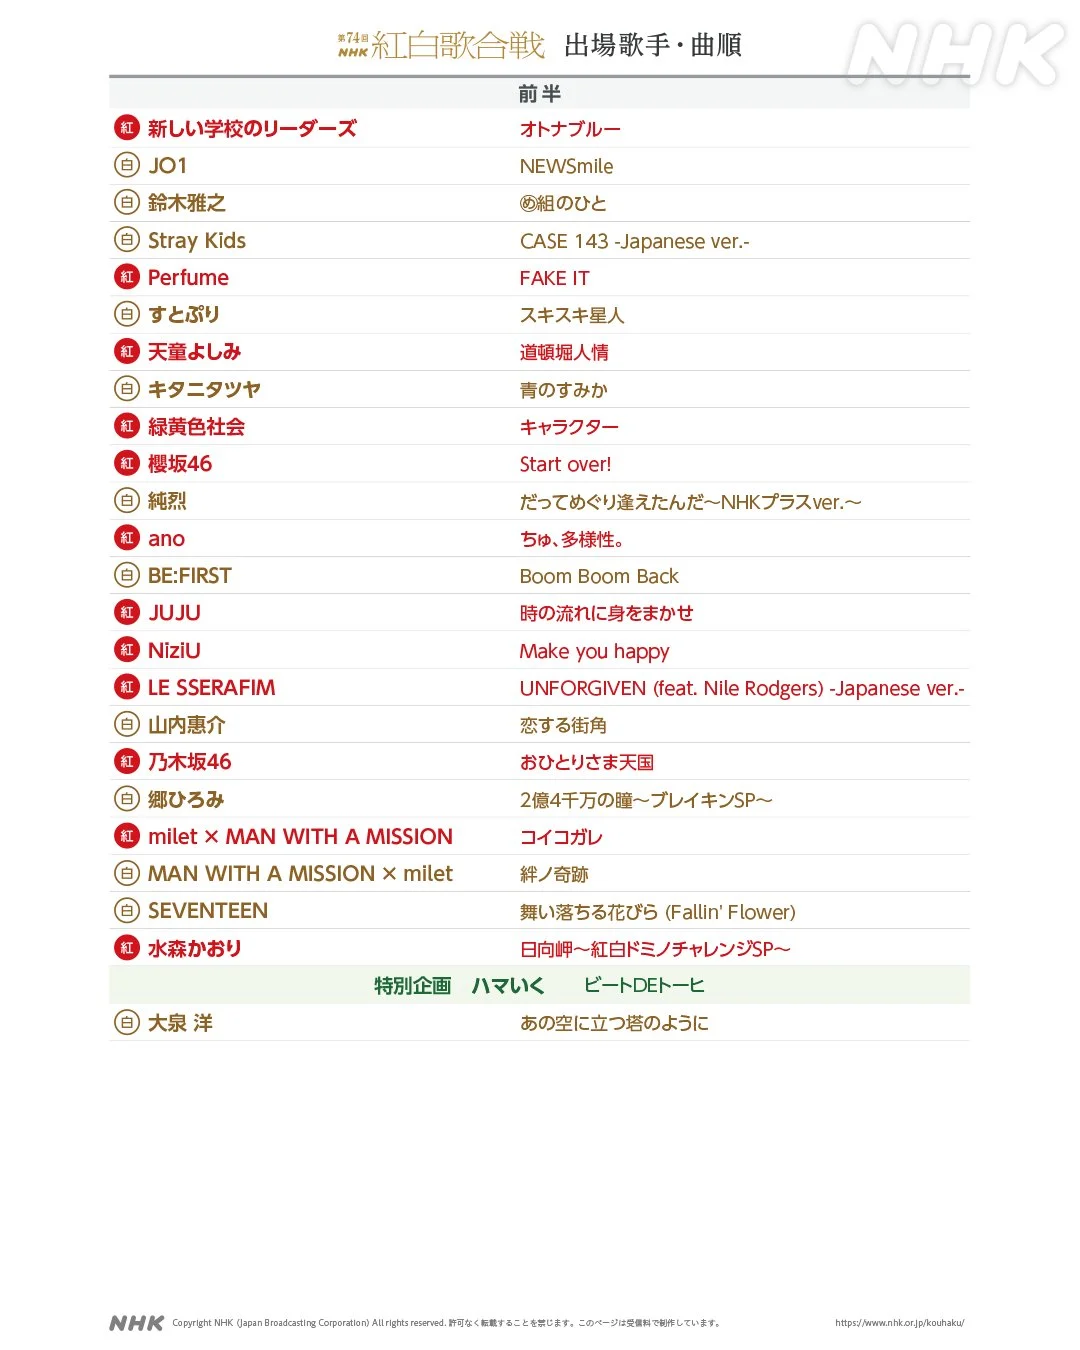 NHK
第74回 NHK 紅白歌合戦 出場歌手・曲順
前半
紅 新しい学校のリーダーズ オトナブルー
白 JO1 NEWSmile
白 鈴木雅之 ㋱組のひと
白 Stray Kids CASE 143 -Japanese ver.-
紅 Perfume FAKE IT
白 すとぷり スキスキ星人
紅 天童よしみ 道頓堀人情
白 キタニタツヤ 青のすみか
紅 緑黄色社会 キャラクター
紅 櫻坂46 Start over!
白 純烈 だってめぐり逢えたんだ〜NHKプラスver.〜
紅 ano ちゅ、多様性。
白 BE:FIRST Boom Boom Back
紅 JUJU 時の流れに身をまかせ
紅 NiziU Make you happy
紅 LE SSERAFIM UNFORGIVEN (feat. Nile Rodgers) -Japanese ver.-
白 山内惠介 恋する街角
紅 乃木坂46 おひとりさま天国
白 郷ひろみ 2億4千万の瞳〜ブレイキンSP〜
紅 milet × MAN WITH A MISSION コイコガレ
白 MAN WITH A MISSION × milet 絆ノ奇跡
白 SEVENTEEN 舞い落ちる花びら (Fallin' Flower)
紅 水森かおり 日向岬〜紅白ドミノチャレンジSP〜
特別企画 ハマいく ビートDEトーヒ
白 大泉 洋 あの空に立つ塔のように
NHK Copyright NHK (Japan Broadcasting Corporation) All rights reserved. 許可なく転載することを禁じます。このページは受信料で制作しています。 https://www.nhk.or.jp/kouhaku/